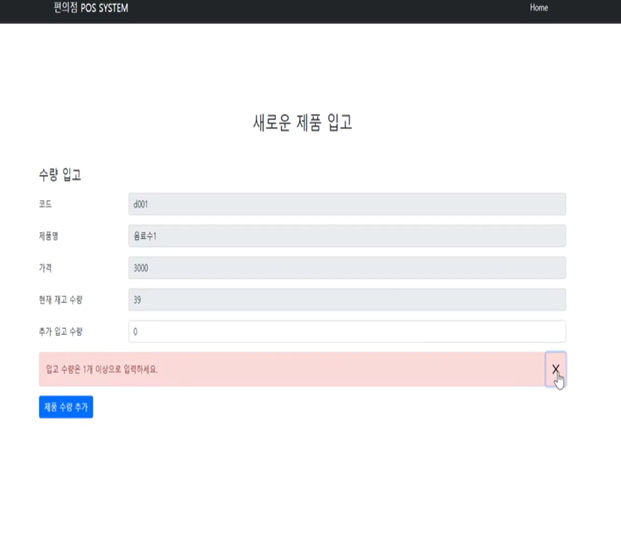 편의점 POS SYSTEM
Home
새로운 제품 입고
수량 입고
코드 d001
제품명 음료수1
가격 3000
현재 재고 수량 39
추가 입고 수량 0
입고 수량은 1개 이상으로 입력하세요. X
제품 수량 추가